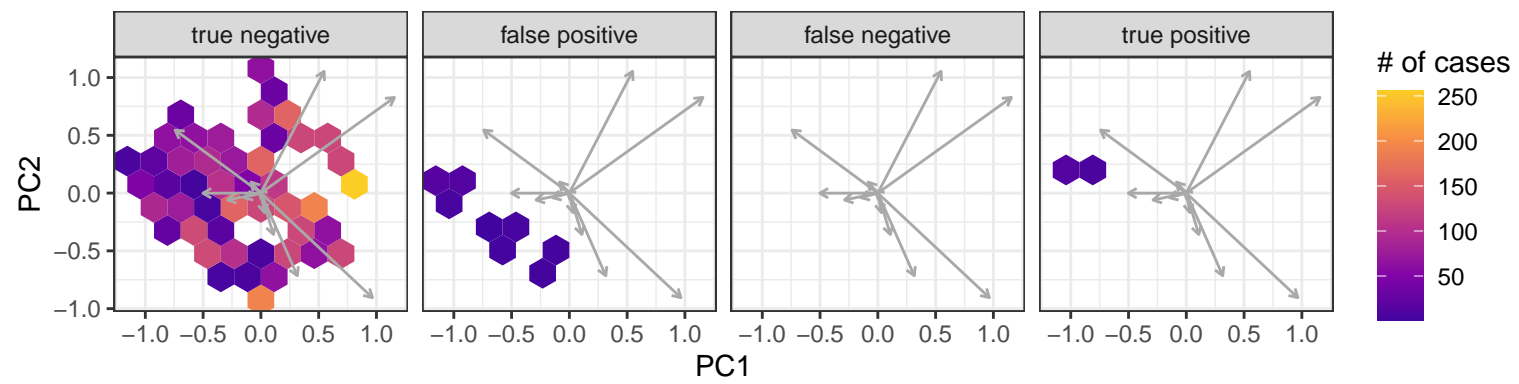 true negative false positive false negative true positive
# of cases
250
200
150
100
50
PC2
1.0
0.5
0.0
−0.5
−1.0
−1.0 −0.5 0.0 0.5 1.0 −1.0 −0.5 0.0 0.5 1.0 −1.0 −0.5 0.0 0.5 1.0 −1.0 −0.5 0.0 0.5 1.0
PC1